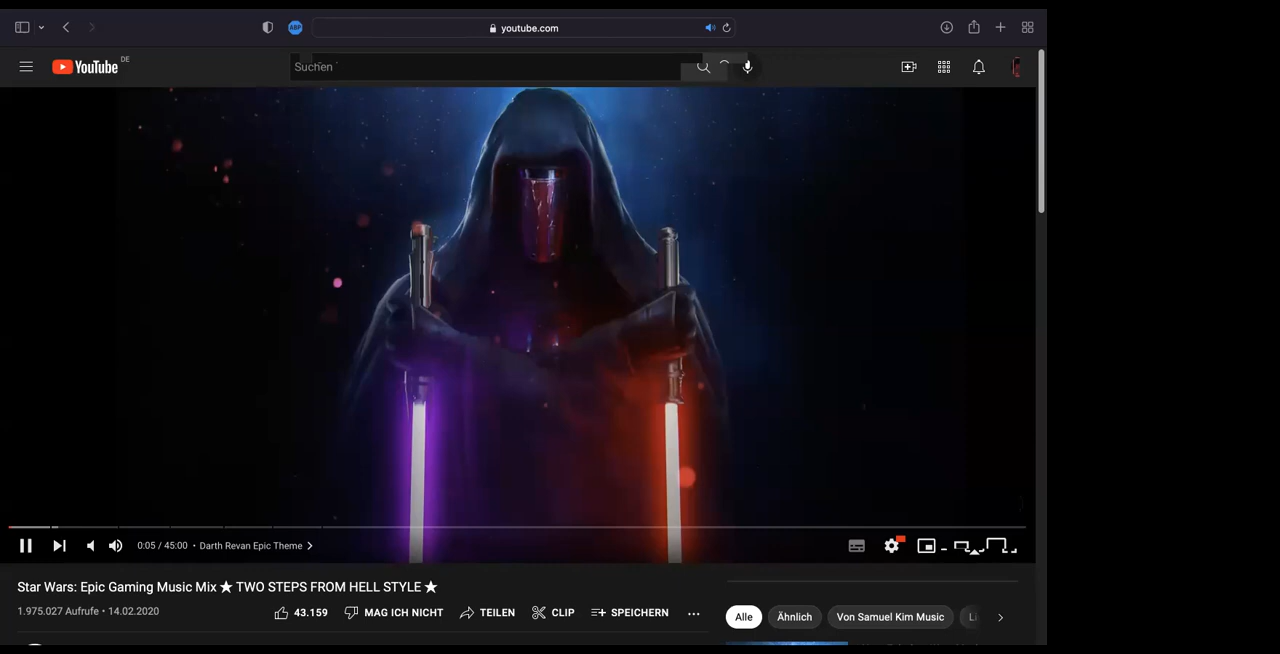 ABP
youtube.com
YouTube DE
Suchen
0:05 / 45:00 • Darth Revan Epic Theme
Star Wars: Epic Gaming Music Mix ★ TWO STEPS FROM HELL STYLE ★
1.975.027 Aufrufe • 14.02.2020
43.159 MAG ICH NICHT TEILEN CLIP SPEICHERN ...
Alle Ähnlich Von Samuel Kim Music